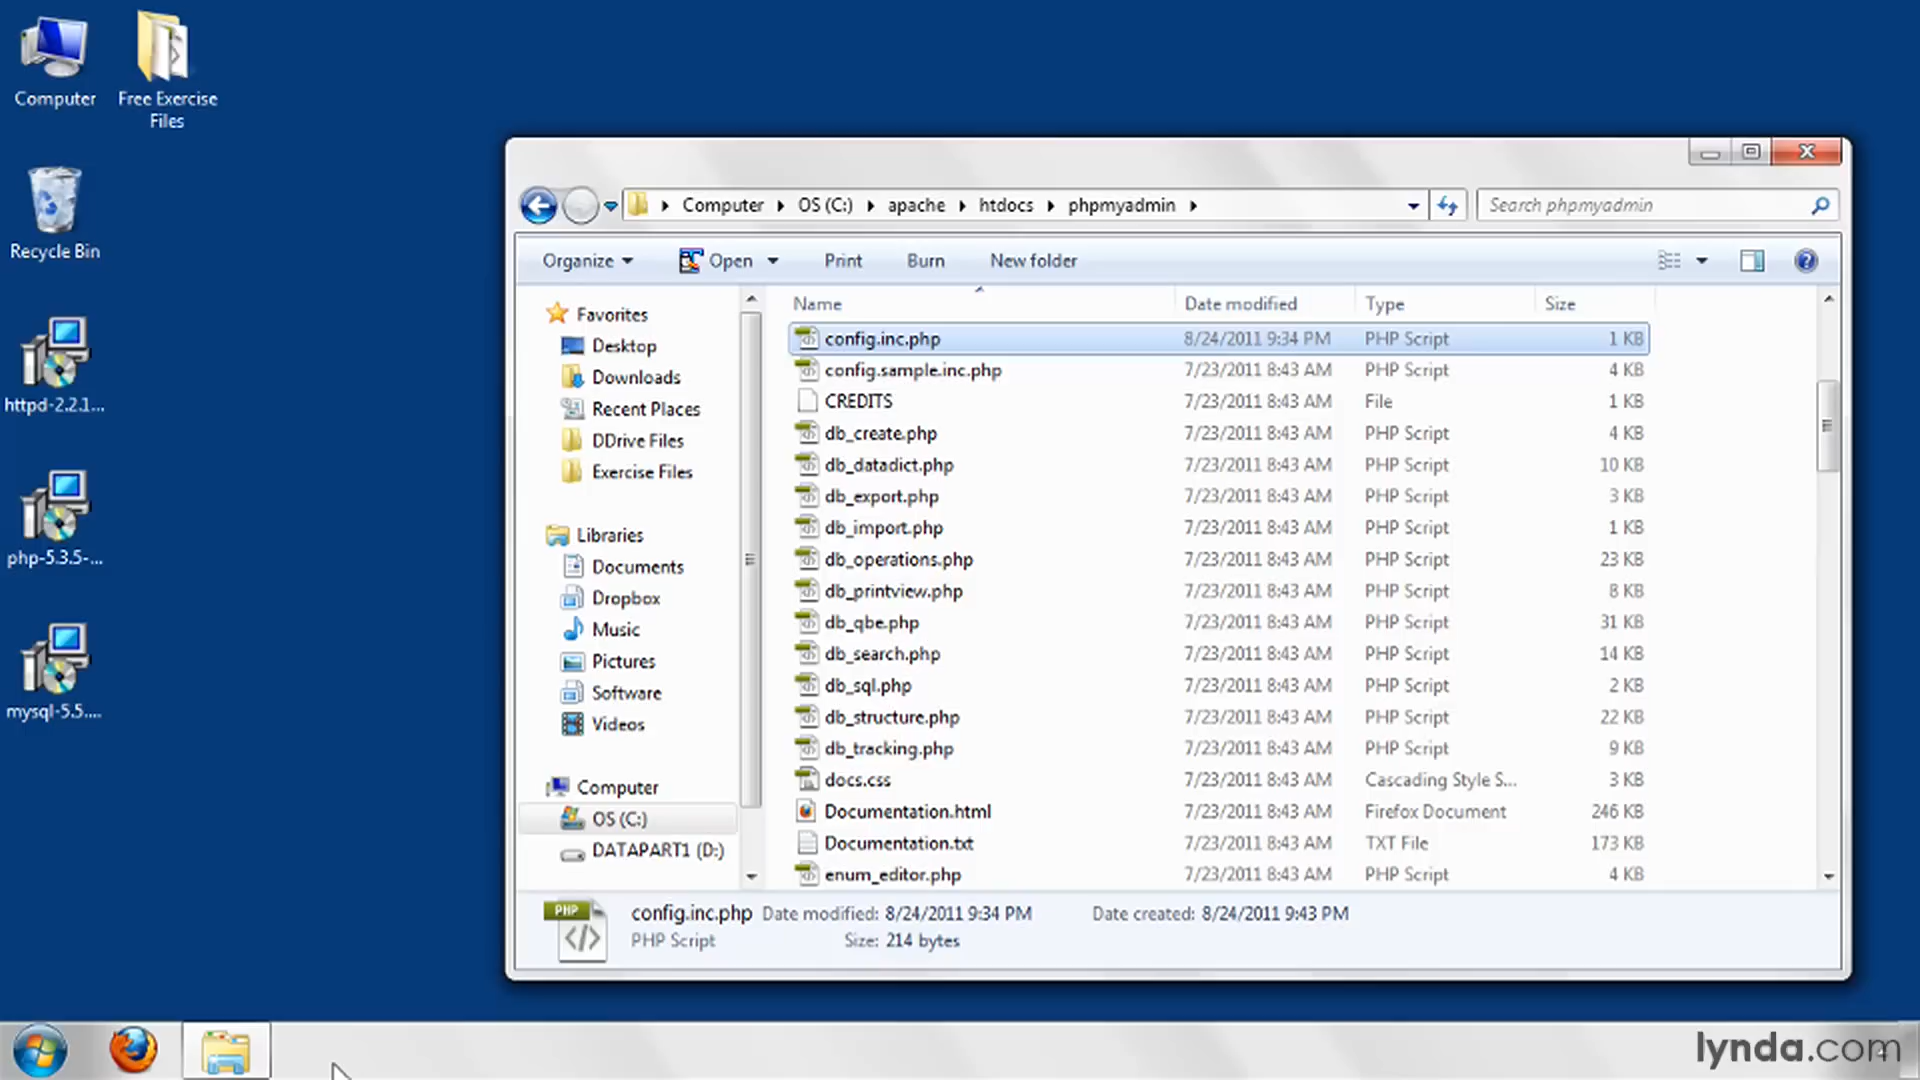 Computer
Free Exercise
Files
Recycle Bin
httpd-2.2.1...
php-5.3.5-...
mysql-5.5....
Computer OS (C:) apache htdocs phpmyadmin
Search phpmyadmin
Organize Open Print Burn New folder
Favorites
Desktop
Downloads
Recent Places
DDrive Files
Exercise Files
Libraries
Documents
Dropbox
Music
Pictures
Software
Videos
Computer
OS (C:)
DATAPART1 (D:)
Name Date modified Type Size
config.inc.php 8/24/2011 9:34 PM PHP Script 1 KB
config.sample.inc.php 7/23/2011 8:43 AM PHP Script 4 KB
CREDITS 7/23/2011 8:43 AM File 1 KB
db_create.php 7/23/2011 8:43 AM PHP Script 4 KB
db_datadict.php 7/23/2011 8:43 AM PHP Script 10 KB
db_export.php 7/23/2011 8:43 AM PHP Script 3 KB
db_import.php 7/23/2011 8:43 AM PHP Script 1 KB
db_operations.php 7/23/2011 8:43 AM PHP Script 23 KB
db_printview.php 7/23/2011 8:43 AM PHP Script 8 KB
db_qbe.php 7/23/2011 8:43 AM PHP Script 31 KB
db_search.php 7/23/2011 8:43 AM PHP Script 14 KB
db_sql.php 7/23/2011 8:43 AM PHP Script 2 KB
db_structure.php 7/23/2011 8:43 AM PHP Script 22 KB
db_tracking.php 7/23/2011 8:43 AM PHP Script 9 KB
docs.css 7/23/2011 8:43 AM Cascading Style S... 3 KB
Documentation.html 7/23/2011 8:43 AM Firefox Document 246 KB
Documentation.txt 7/23/2011 8:43 AM TXT File 173 KB
enum_editor.php 7/23/2011 8:43 AM PHP Script 4 KB
PHP
config.inc.php Date modified: 8/24/2011 9:34 PM Date created: 8/24/2011 9:43 PM
PHP Script Size: 214 bytes
lynda.com